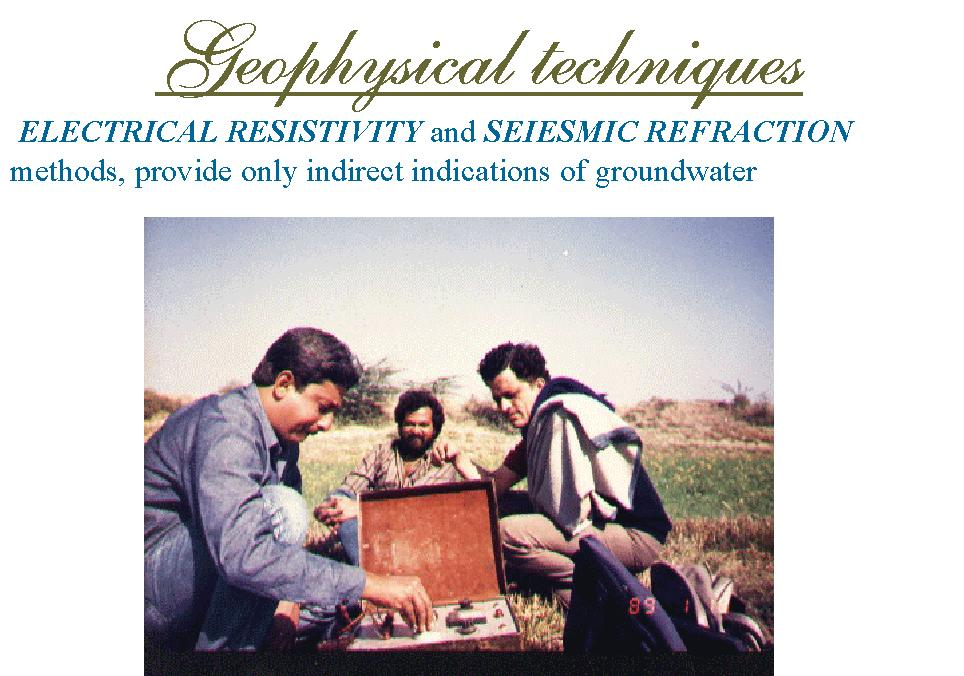 Geophysical techniques
ELECTRICAL RESISTIVITY and SEIESMIC REFRACTION
methods, provide only indirect indications of groundwater
89 1